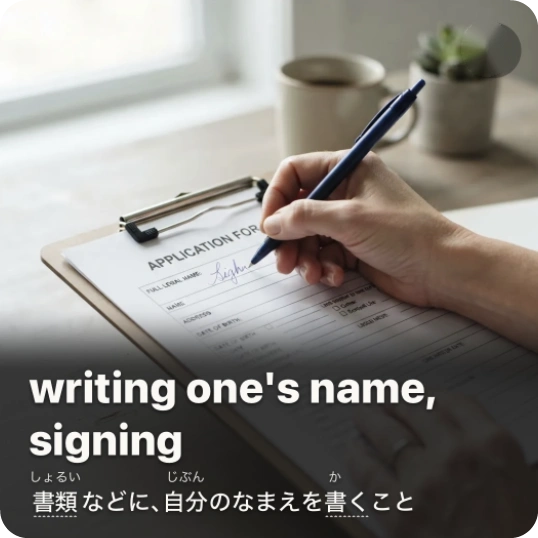 APPLICATION FOR
FULL LEGAL NAME:
NAME
ADDRESS
DATE OF BIRTH
writing one's name,
signing
しょるい じぶん か
書類などに、自分のなまえを書くこと